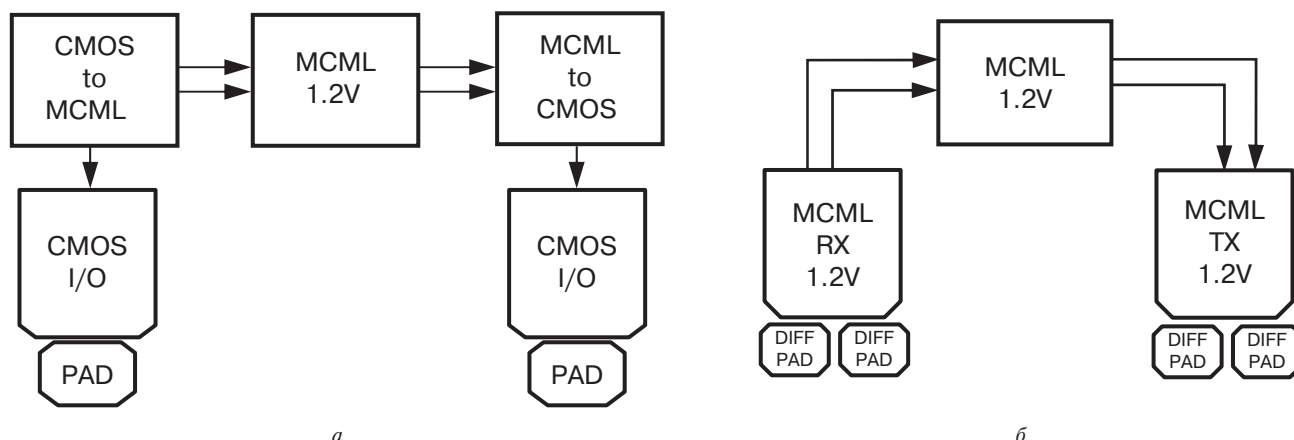 CMOS
to
MCML
MCML
1.2V
MCML
to
CMOS
CMOS
I/O
CMOS
I/O
PAD
PAD
а
MCML
1.2V
MCML
RX
1.2V
MCML
TX
1.2V
DIFF
PAD
DIFF
PAD
DIFF
PAD
DIFF
PAD
б